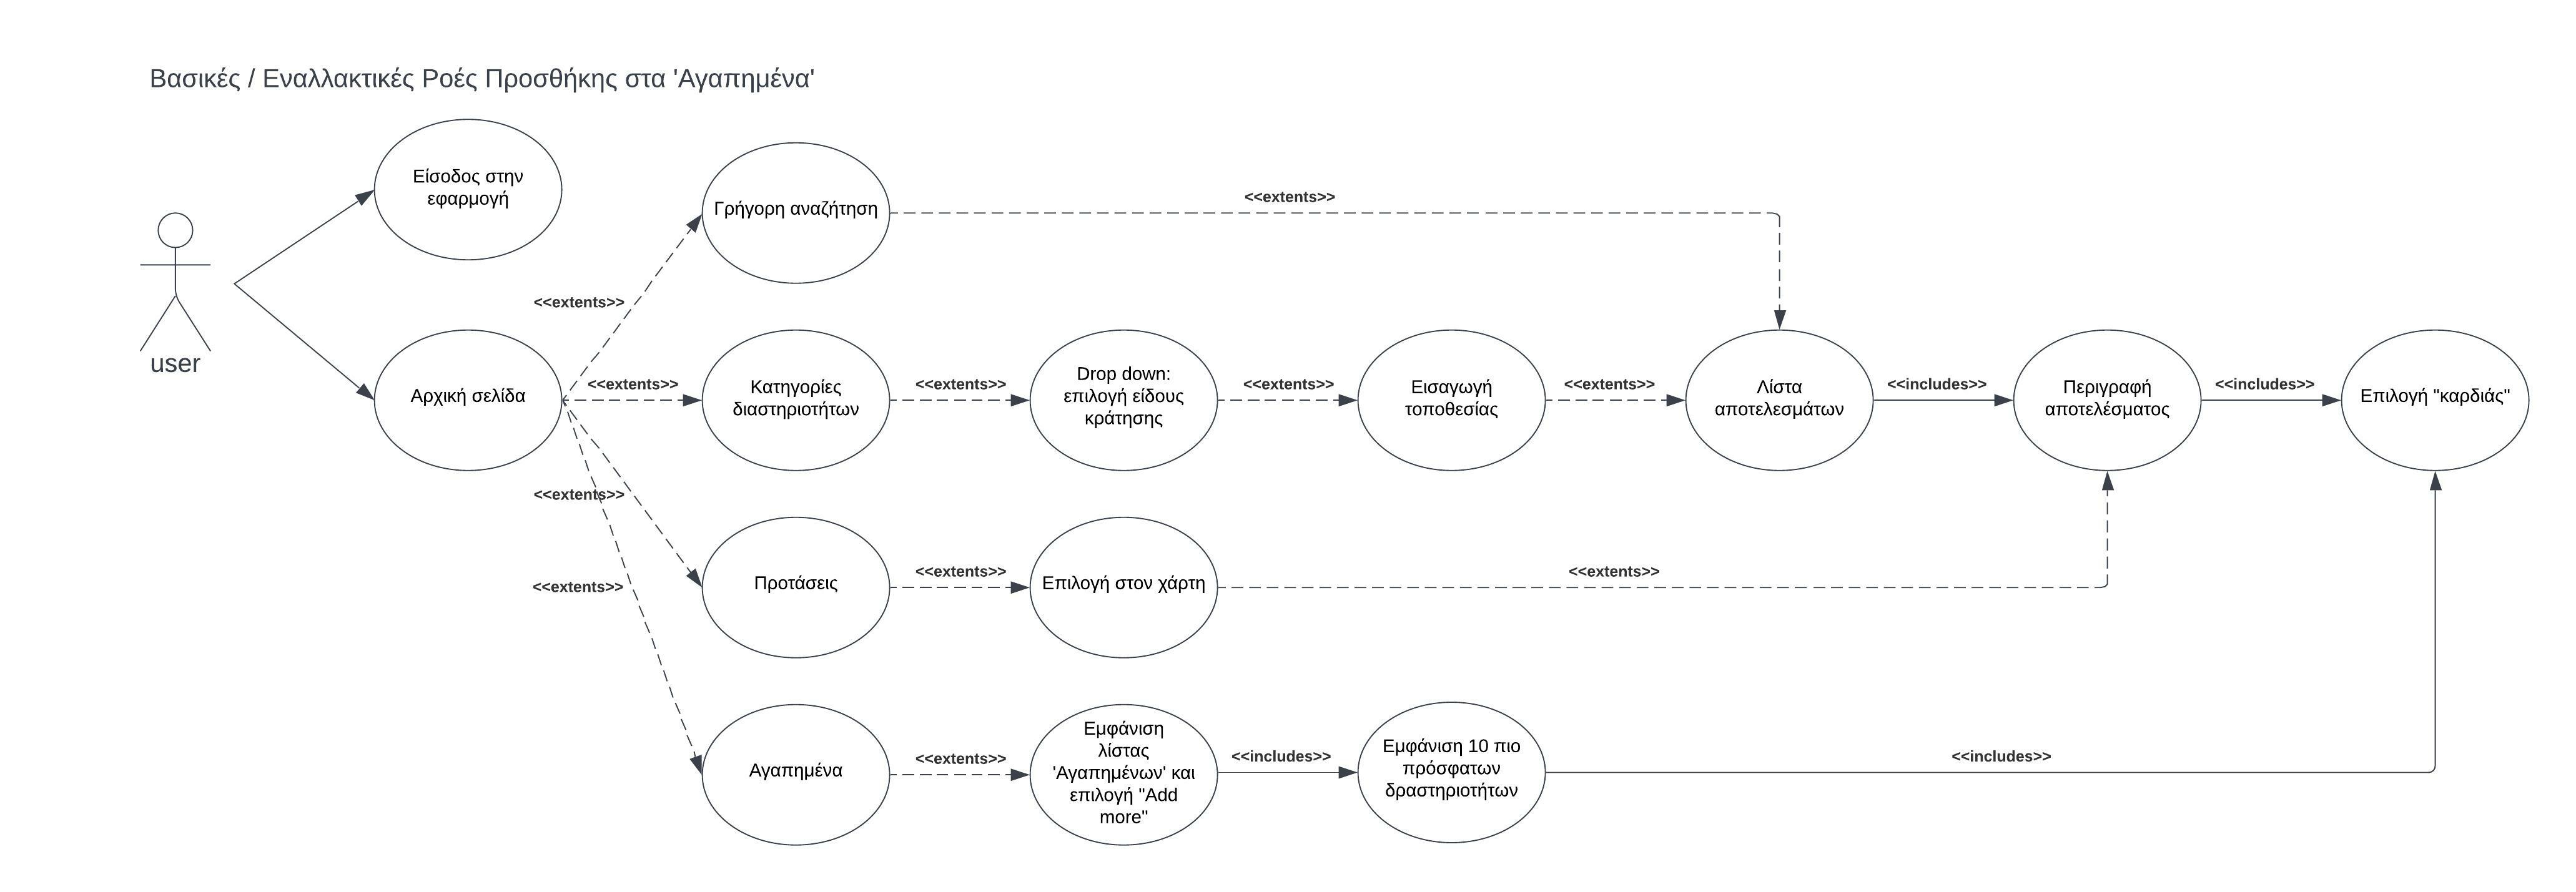 Βασικές / Εναλλακτικές Ροές Προσθήκης στα 'Αγαπημένα'
Είσοδος στην
εφαρμογή
user
Αρχική σελίδα
<<extents>>
Γρήγορη αναζήτηση
<<extents>>
<<extents>>
Κατηγορίες
διαστηριοτήτων
<<extents>>
Drop down:
επιλογή είδους
κράτησης
<<extents>>
Εισαγωγή
τοποθεσίας
<<extents>>
Λίστα
αποτελεσμάτων
<<includes>>
Περιγραφή
αποτελέσματος
<<includes>>
Επιλογή "καρδιάς"
<<extents>>
Προτάσεις
<<extents>>
Επιλογή στον χάρτη
<<extents>>
<<extents>>
Αγαπημένα
<<extents>>
Εμφάνιση
λίστας
'Αγαπημένων' και
επιλογή "Add
more"
<<includes>>
Εμφάνιση 10 πιο
πρόσφατων
δραστηριοτήτων
<<includes>>